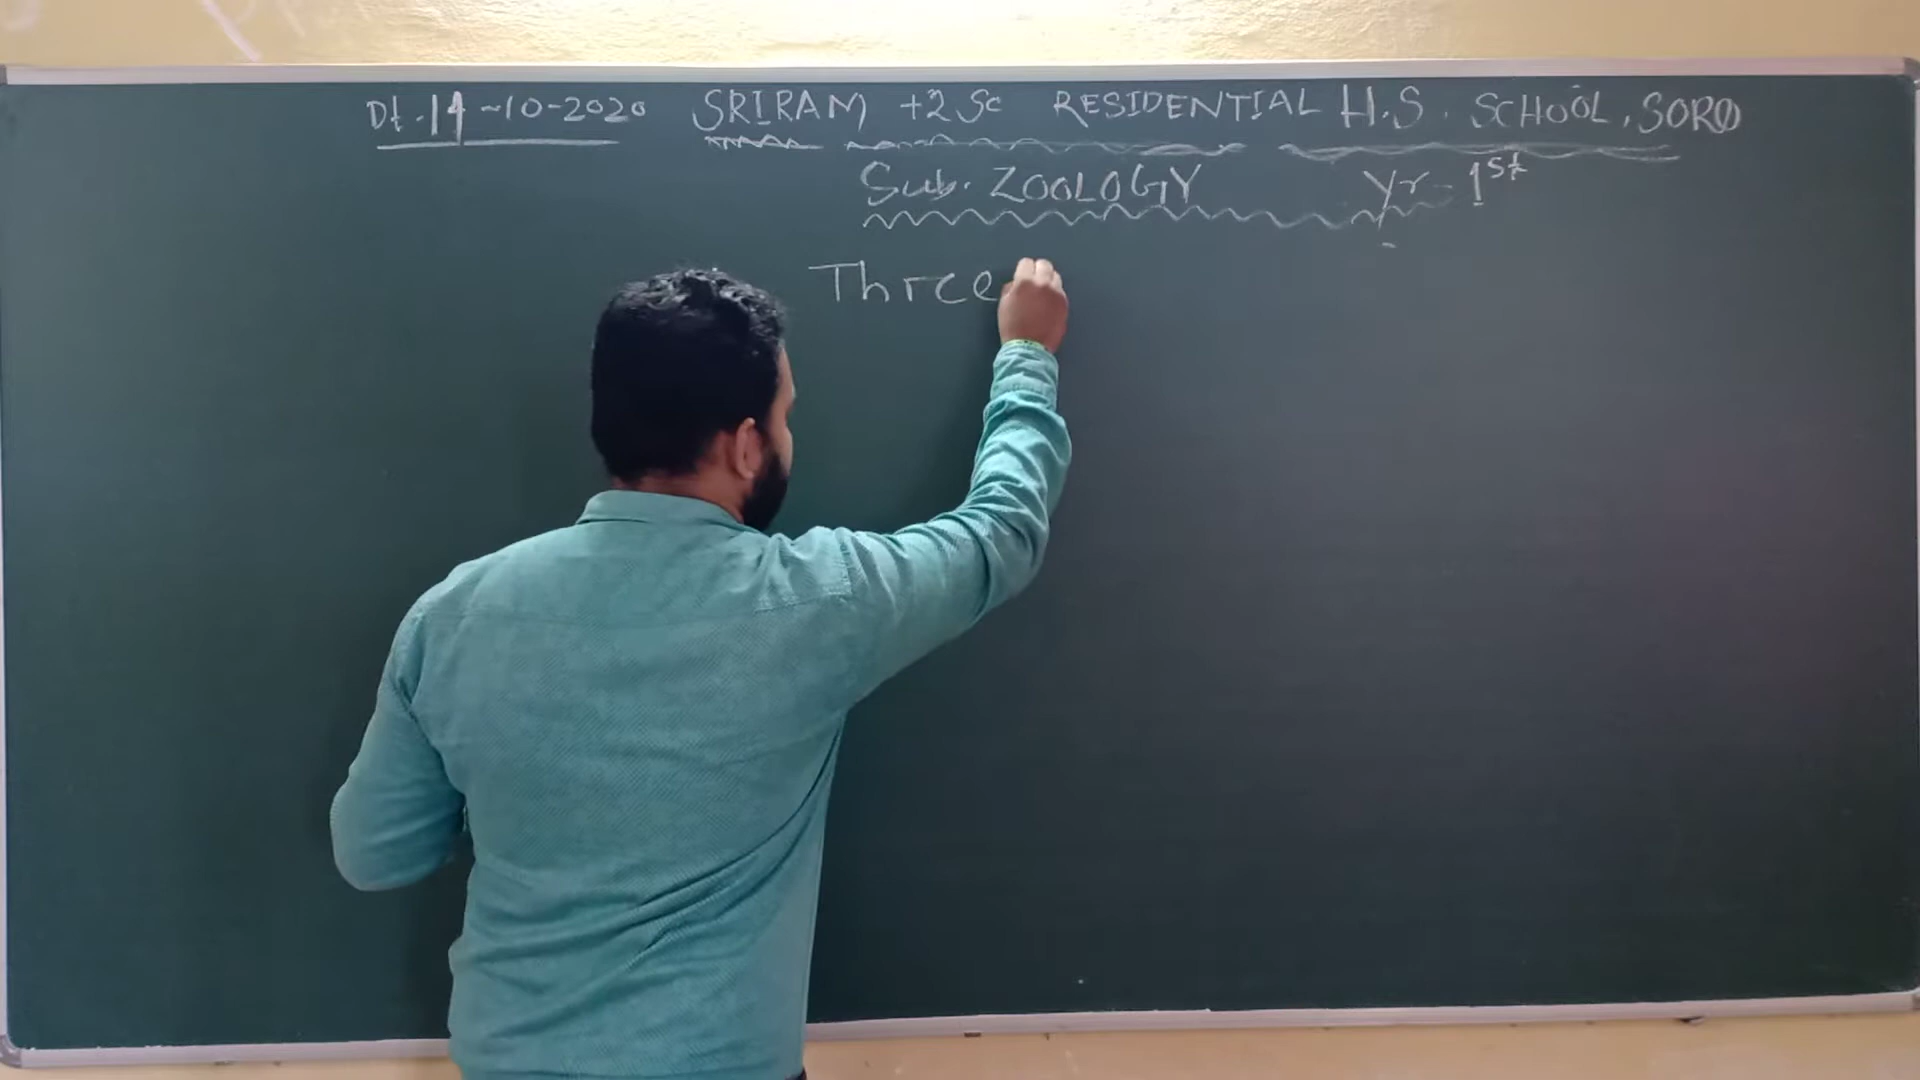 Dt.14-10-2020 SRIRAM +2 Sc RESIDENTIAL H.S. SCHOOL, SORO
Sub. ZOOLOGY Yr- 1st
Three